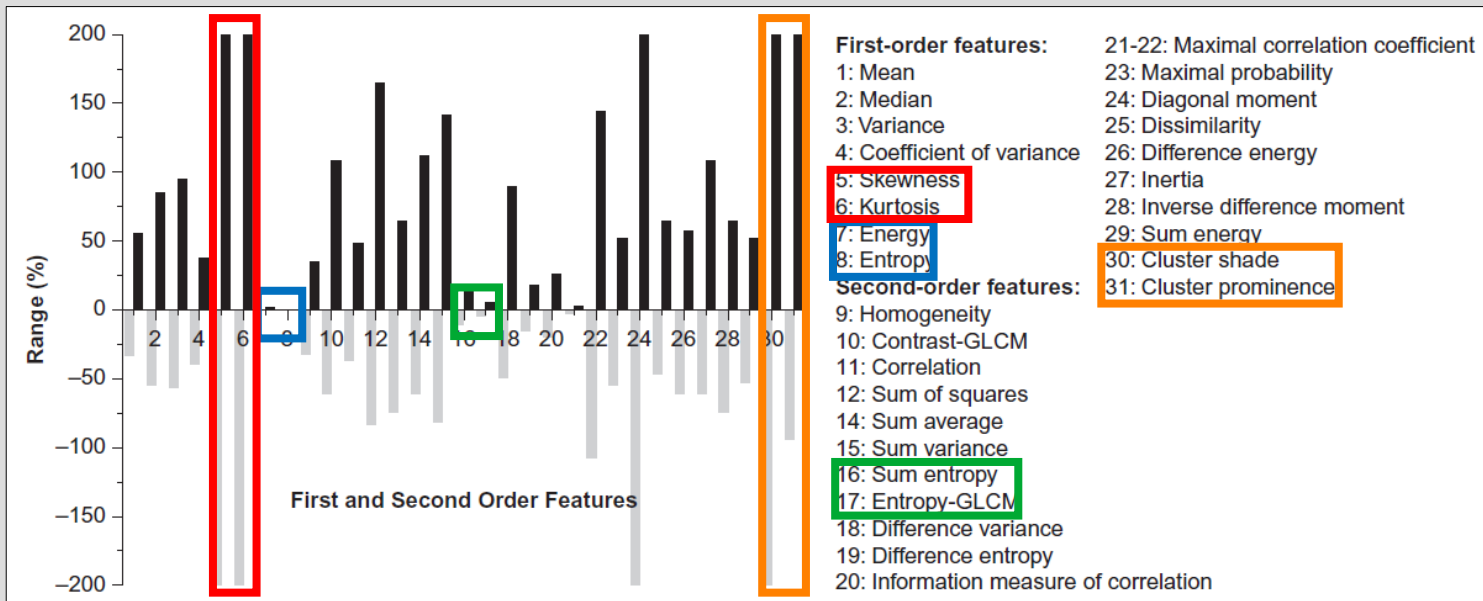 200
150
100
50
0
–50
–100
–150
–200
Range (%)
2 4 6 8 10 12 14 16 18 20 22 24 26 28 30
First and Second Order Features
First-order features:
1: Mean
2: Median
3: Variance
4: Coefficient of variance
5: Skewness
6: Kurtosis
7: Energy
8: Entropy
Second-order features:
9: Homogeneity
10: Contrast-GLCM
11: Correlation
12: Sum of squares
14: Sum average
15: Sum variance
16: Sum entropy
17: Entropy-GLCM
18: Difference variance
19: Difference entropy
20: Information measure of correlation
21-22: Maximal correlation coefficient
23: Maximal probability
24: Diagonal moment
25: Dissimilarity
26: Difference energy
27: Inertia
28: Inverse difference moment
29: Sum energy
30: Cluster shade
31: Cluster prominence